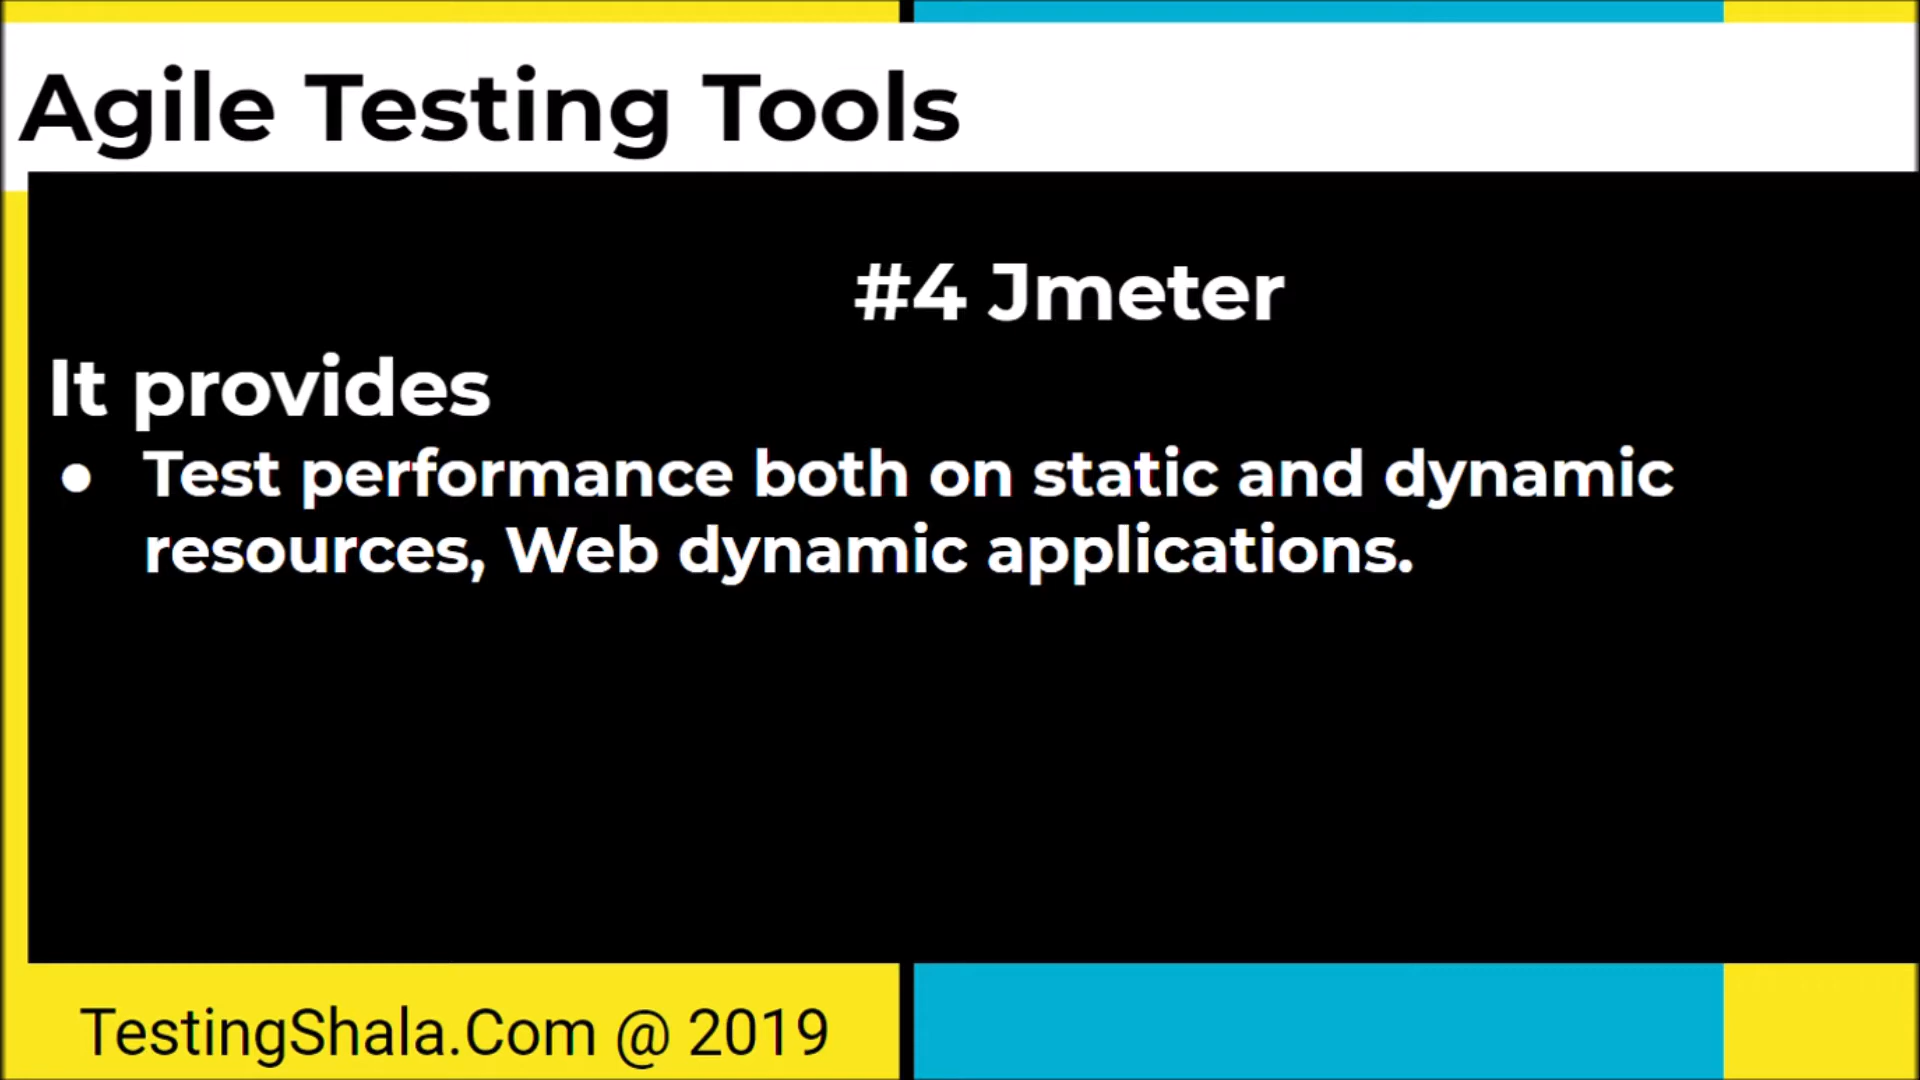 Agile Testing Tools
#4 Jmeter
It provides
● Test performance both on static and dynamic
resources, Web dynamic applications.
TestingShala.Com @ 2019